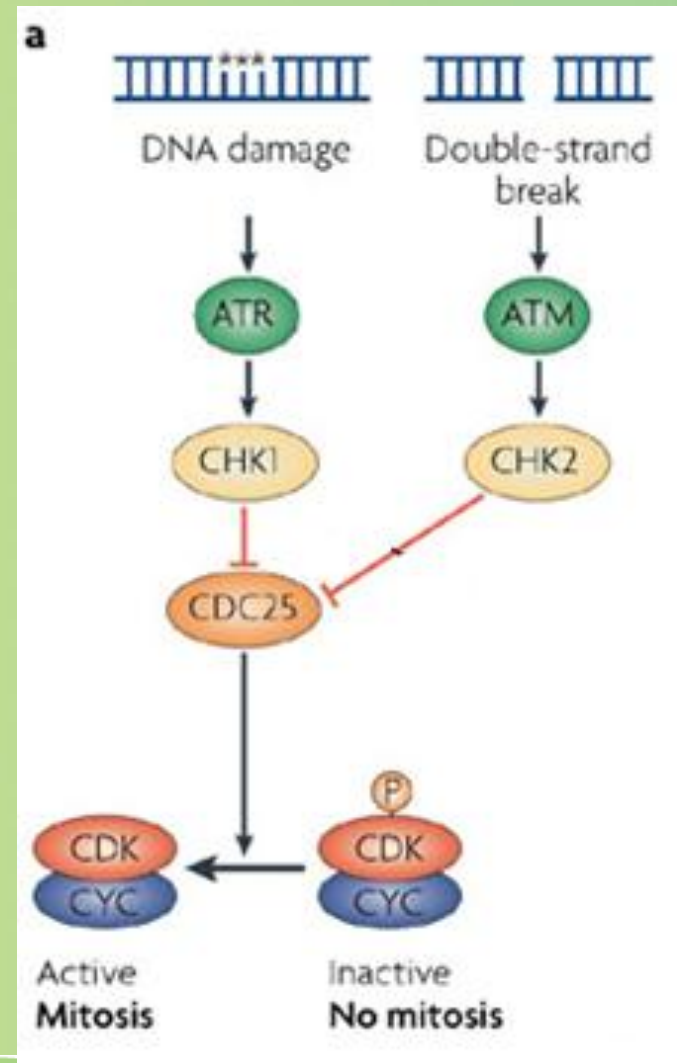 a
DNA damage
Double-strand
break
ATR
ATM
CHK1
CHK2
CDC25
P
CDK
CYC
CDK
CYC
Active
Mitosis
Inactive
No mitosis